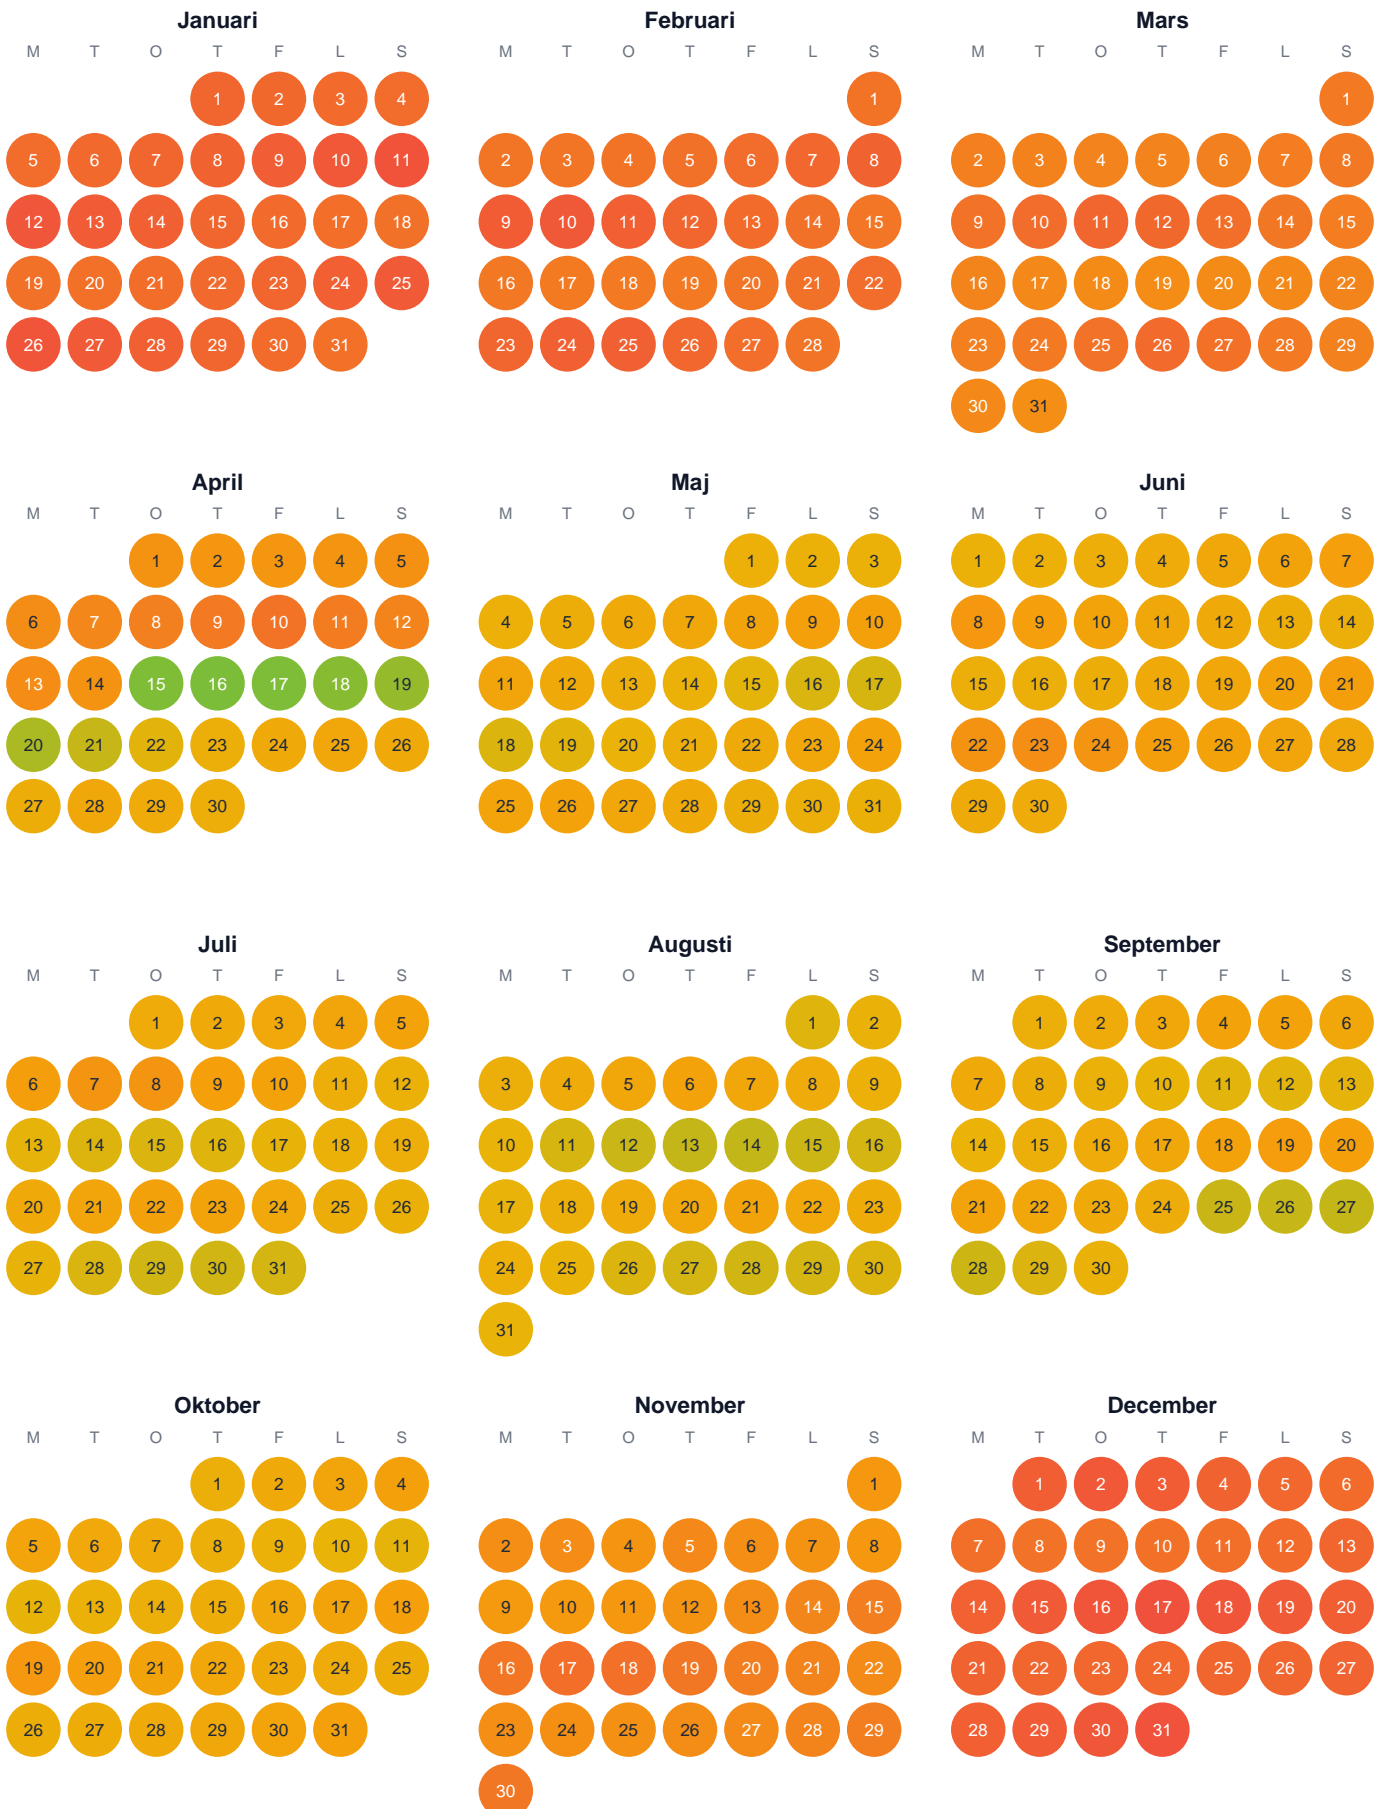 Januari Februari Mars
M T O T F L S M T O T F L S M T O T F L S
1 2 3 4 1 1
5 6 7 8 9 10 11 2 3 4 5 6 7 8 2 3 4 5 6 7 8
12 13 14 15 16 17 18 9 10 11 12 13 14 15 9 10 11 12 13 14 15
19 20 21 22 23 24 25 16 17 18 19 20 21 22 16 17 18 19 20 21 22
26 27 28 29 30 31 23 24 25 26 27 28 23 24 25 26 27 28 29
30 31
April Maj Juni
M T O T F L S M T O T F L S M T O T F L S
1 2 3 4 5 1 2 3 1 2 3 4 5 6 7
6 7 8 9 10 11 12 4 5 6 7 8 9 10 8 9 10 11 12 13 14
13 14 15 16 17 18 19 11 12 13 14 15 16 17 15 16 17 18 19 20 21
20 21 22 23 24 25 26 18 19 20 21 22 23 24 22 23 24 25 26 27 28
27 28 29 30 25 26 27 28 29 30 31 29 30
Juli Augusti September
M T O T F L S M T O T F L S M T O T F L S
1 2 3 4 5 1 2 1 2 3 4 5 6
6 7 8 9 10 11 12 3 4 5 6 7 8 9 7 8 9 10 11 12 13
13 14 15 16 17 18 19 10 11 12 13 14 15 16 14 15 16 17 18 19 20
20 21 22 23 24 25 26 17 18 19 20 21 22 23 21 22 23 24 25 26 27
27 28 29 30 31 24 25 26 27 28 29 30 28 29 30
31
Oktober November December
M T O T F L S M T O T F L S M T O T F L S
1 2 3 4 1 1 2 3 4 5 6
5 6 7 8 9 10 11 2 3 4 5 6 7 8 7 8 9 10 11 12 13
12 13 14 15 16 17 18 9 10 11 12 13 14 15 14 15 16 17 18 19 20
19 20 21 22 23 24 25 16 17 18 19 20 21 22 21 22 23 24 25 26 27
26 27 28 29 30 31 23 24 25 26 27 28 29 28 29 30 31
30